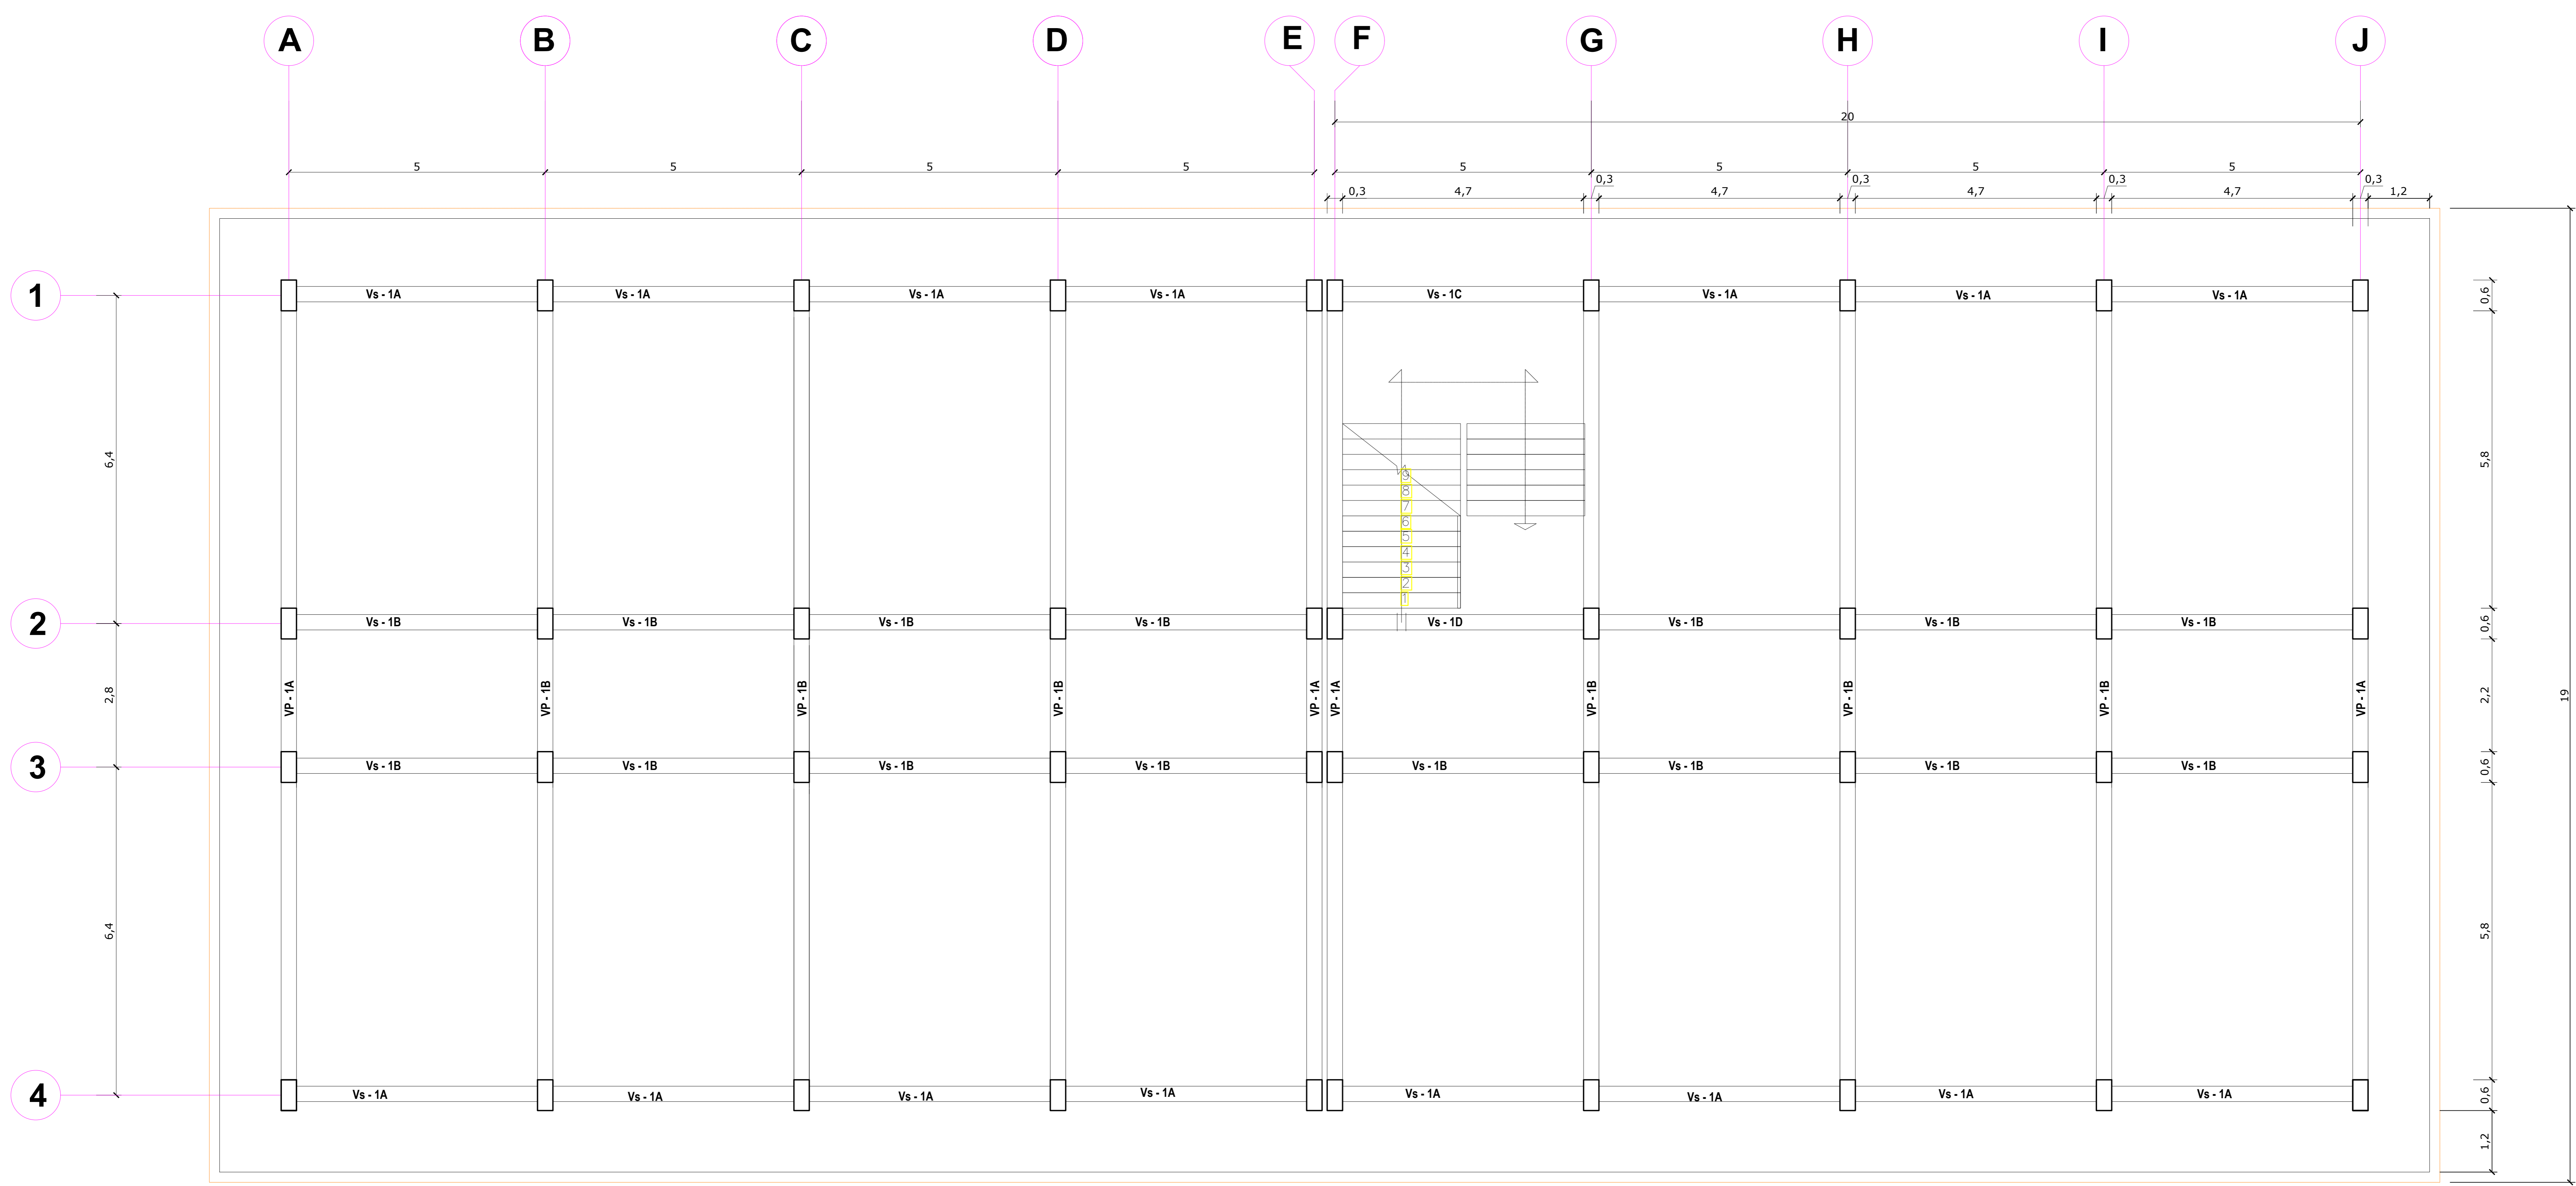 A B C D E F G H I J
20
5 5 5 5 5 5 5 5
0,3 0,3 0,3 0,3
0,3 4,7 4,7 4,7 4,7 1,2
1 Vs - 1A Vs - 1A Vs - 1A Vs - 1A Vs - 1C Vs - 1A Vs - 1A Vs - 1A 0,6
6,4 5,8
9
8
7
6
5
4
3
2
1
2 Vs - 1B Vs - 1B Vs - 1B Vs - 1B Vs - 1D Vs - 1B Vs - 1B Vs - 1B 0,6
2,8 VP - 1A VP - 1B VP - 1B VP - 1B VP - 1A VP - 1A VP - 1B VP - 1B VP - 1B VP - 1A 2,2 19
3 Vs - 1B Vs - 1B Vs - 1B Vs - 1B Vs - 1B Vs - 1B Vs - 1B Vs - 1B 0,6
6,4 5,8
4 Vs - 1A Vs - 1A Vs - 1A Vs - 1A Vs - 1A Vs - 1A Vs - 1A Vs - 1A 0,6
1,2